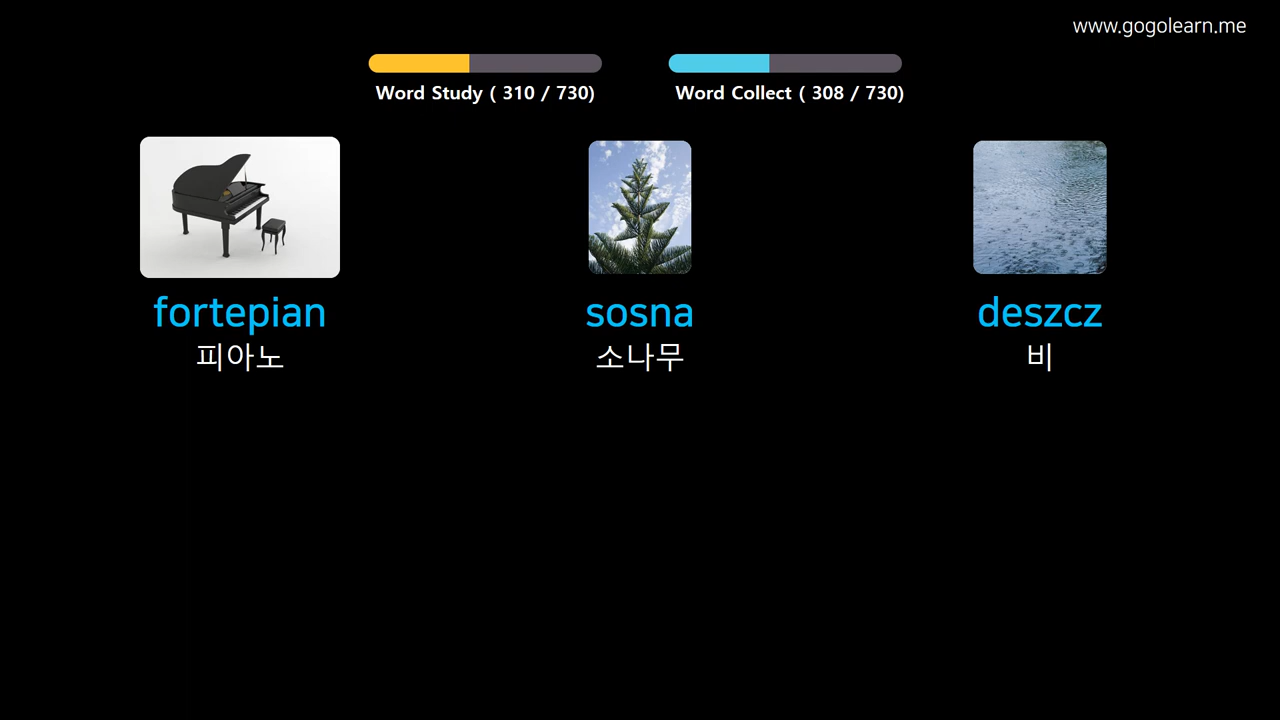 www.gogolearn.me
Word Study ( 310 / 730)
Word Collect ( 308 / 730)
fortepian
피아노
sosna
소나무
deszcz
비